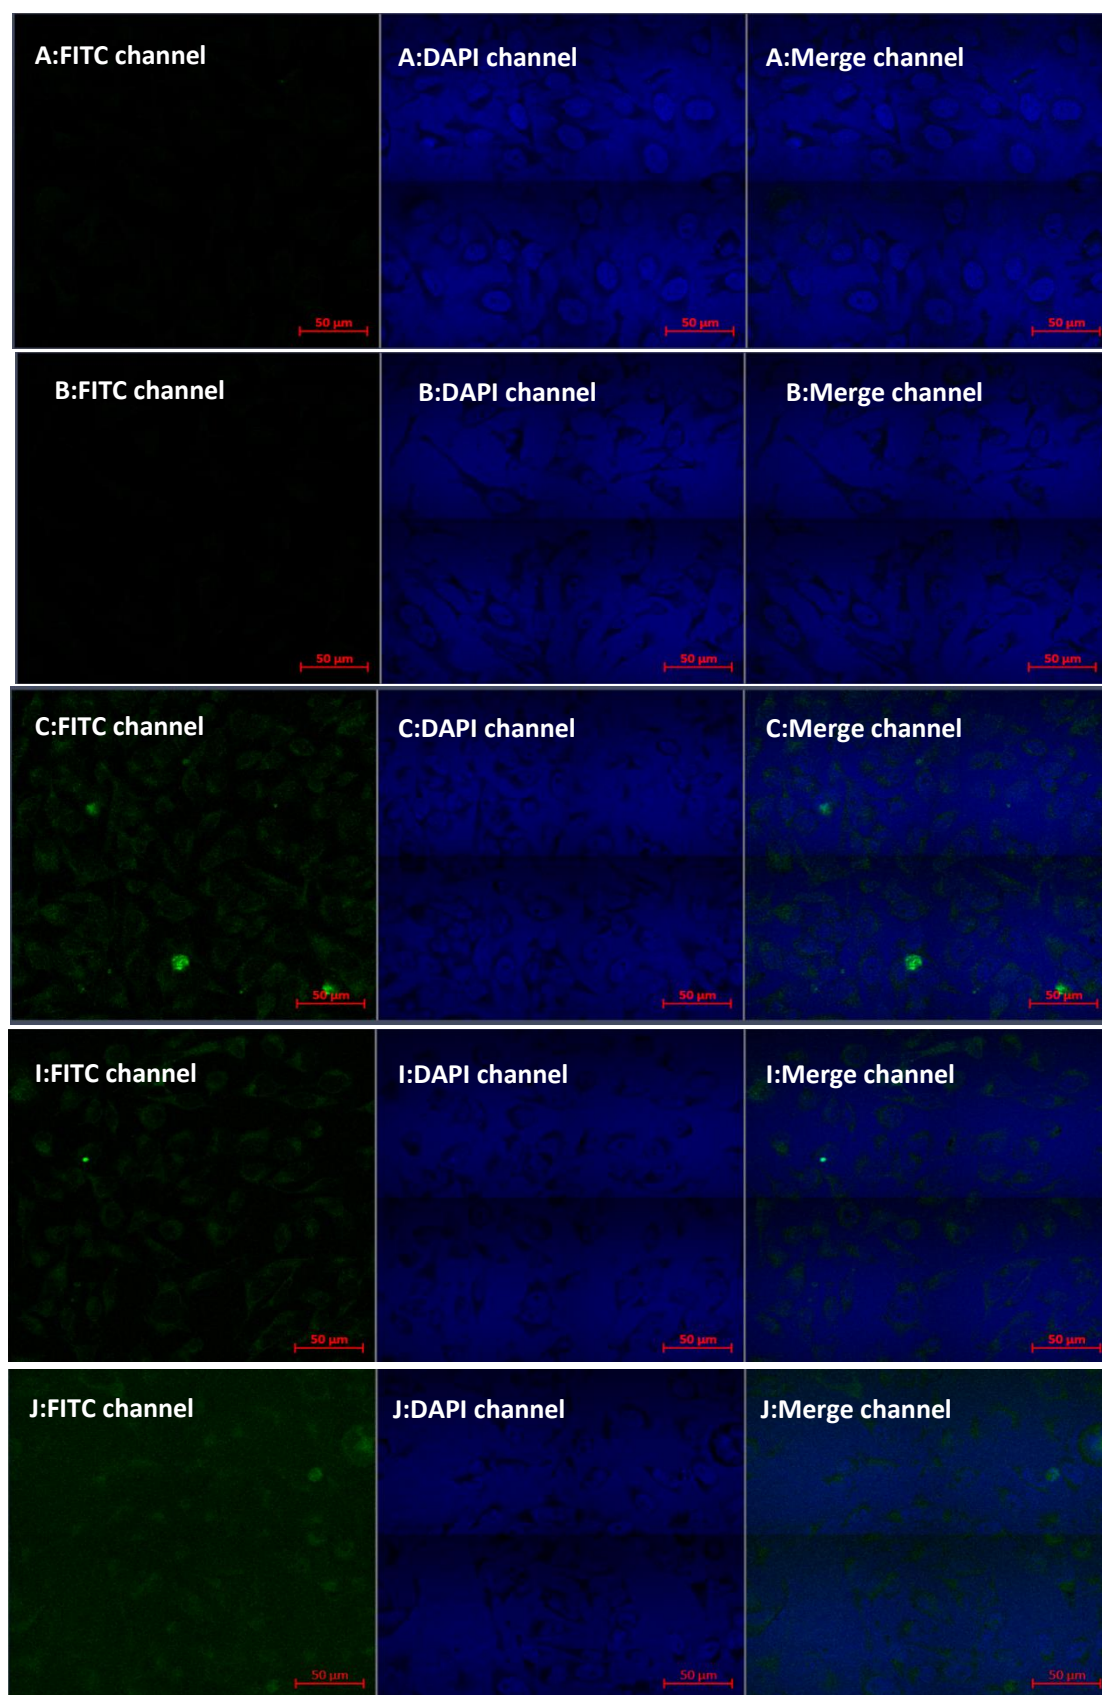 A:FITC channel
A:DAPI channel
A:Merge channel
50 µm
50 µm
50 µm
B:FITC channel
B:DAPI channel
B:Merge channel
50 µm
50 µm
50 µm
C:FITC channel
C:DAPI channel
C:Merge channel
50 µm
50 µm
50 µm
I:FITC channel
I:DAPI channel
I:Merge channel
50 µm
50 µm
50 µm
J:FITC channel
J:DAPI channel
J:Merge channel
50 µm
50 µm
50 µm